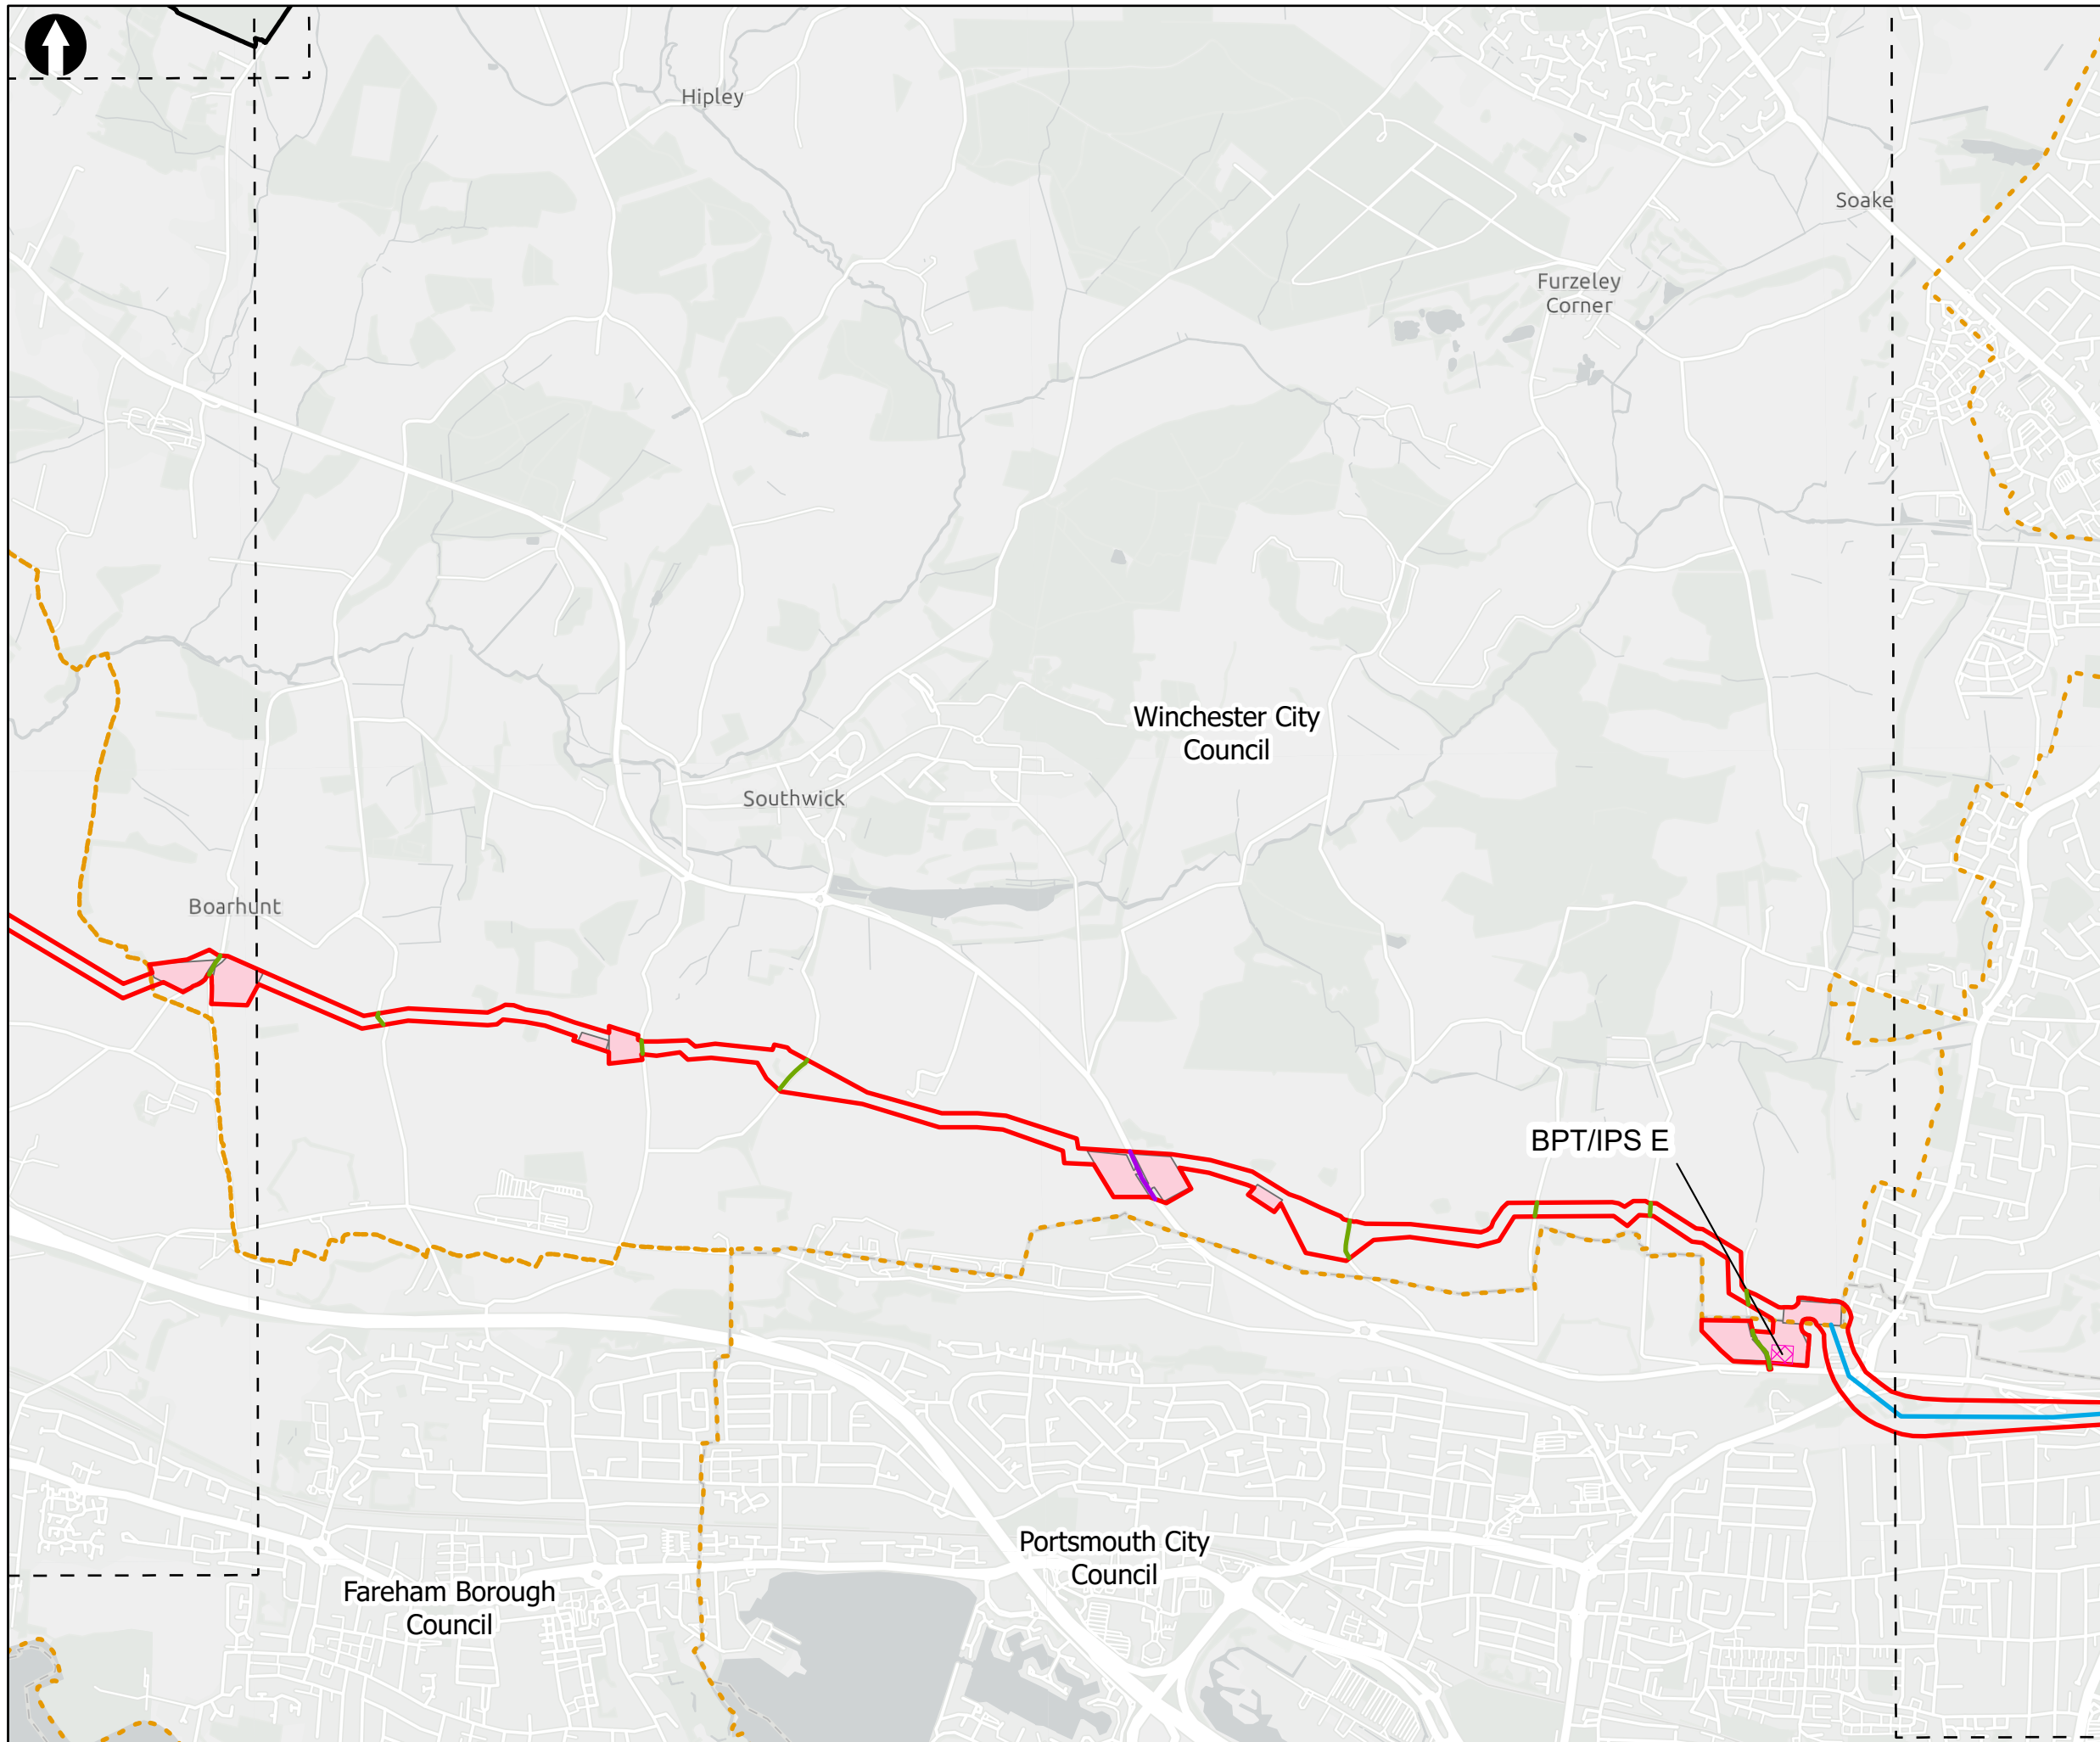 Hipley
Soake
Furzeley
Corner
Winchester City
Council
Southwick
Boarhunt
BPT/IPS E
Portsmouth City
Council
Fareham Borough
Council